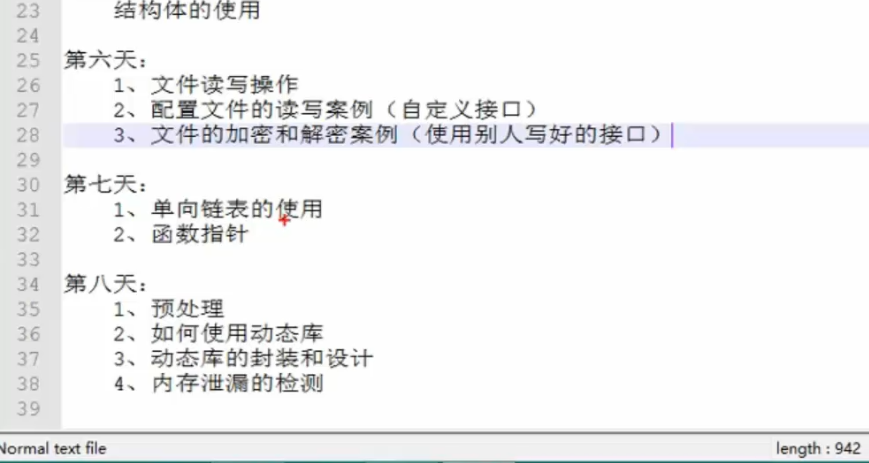 23 结构体的使用
24
25 第六天：
26 1、文件读写操作
27 2、配置文件的读写案例（自定义接口）
28 3、文件的加密和解密案例（使用别人写好的接口）
29
30 第七天：
31 1、单向链表的使用
32 2、函数指针
33
34 第八天：
35 1、预处理
36 2、如何使用动态库
37 3、动态库的封装和设计
38 4、内存泄漏的检测
39
Normal text file length : 942